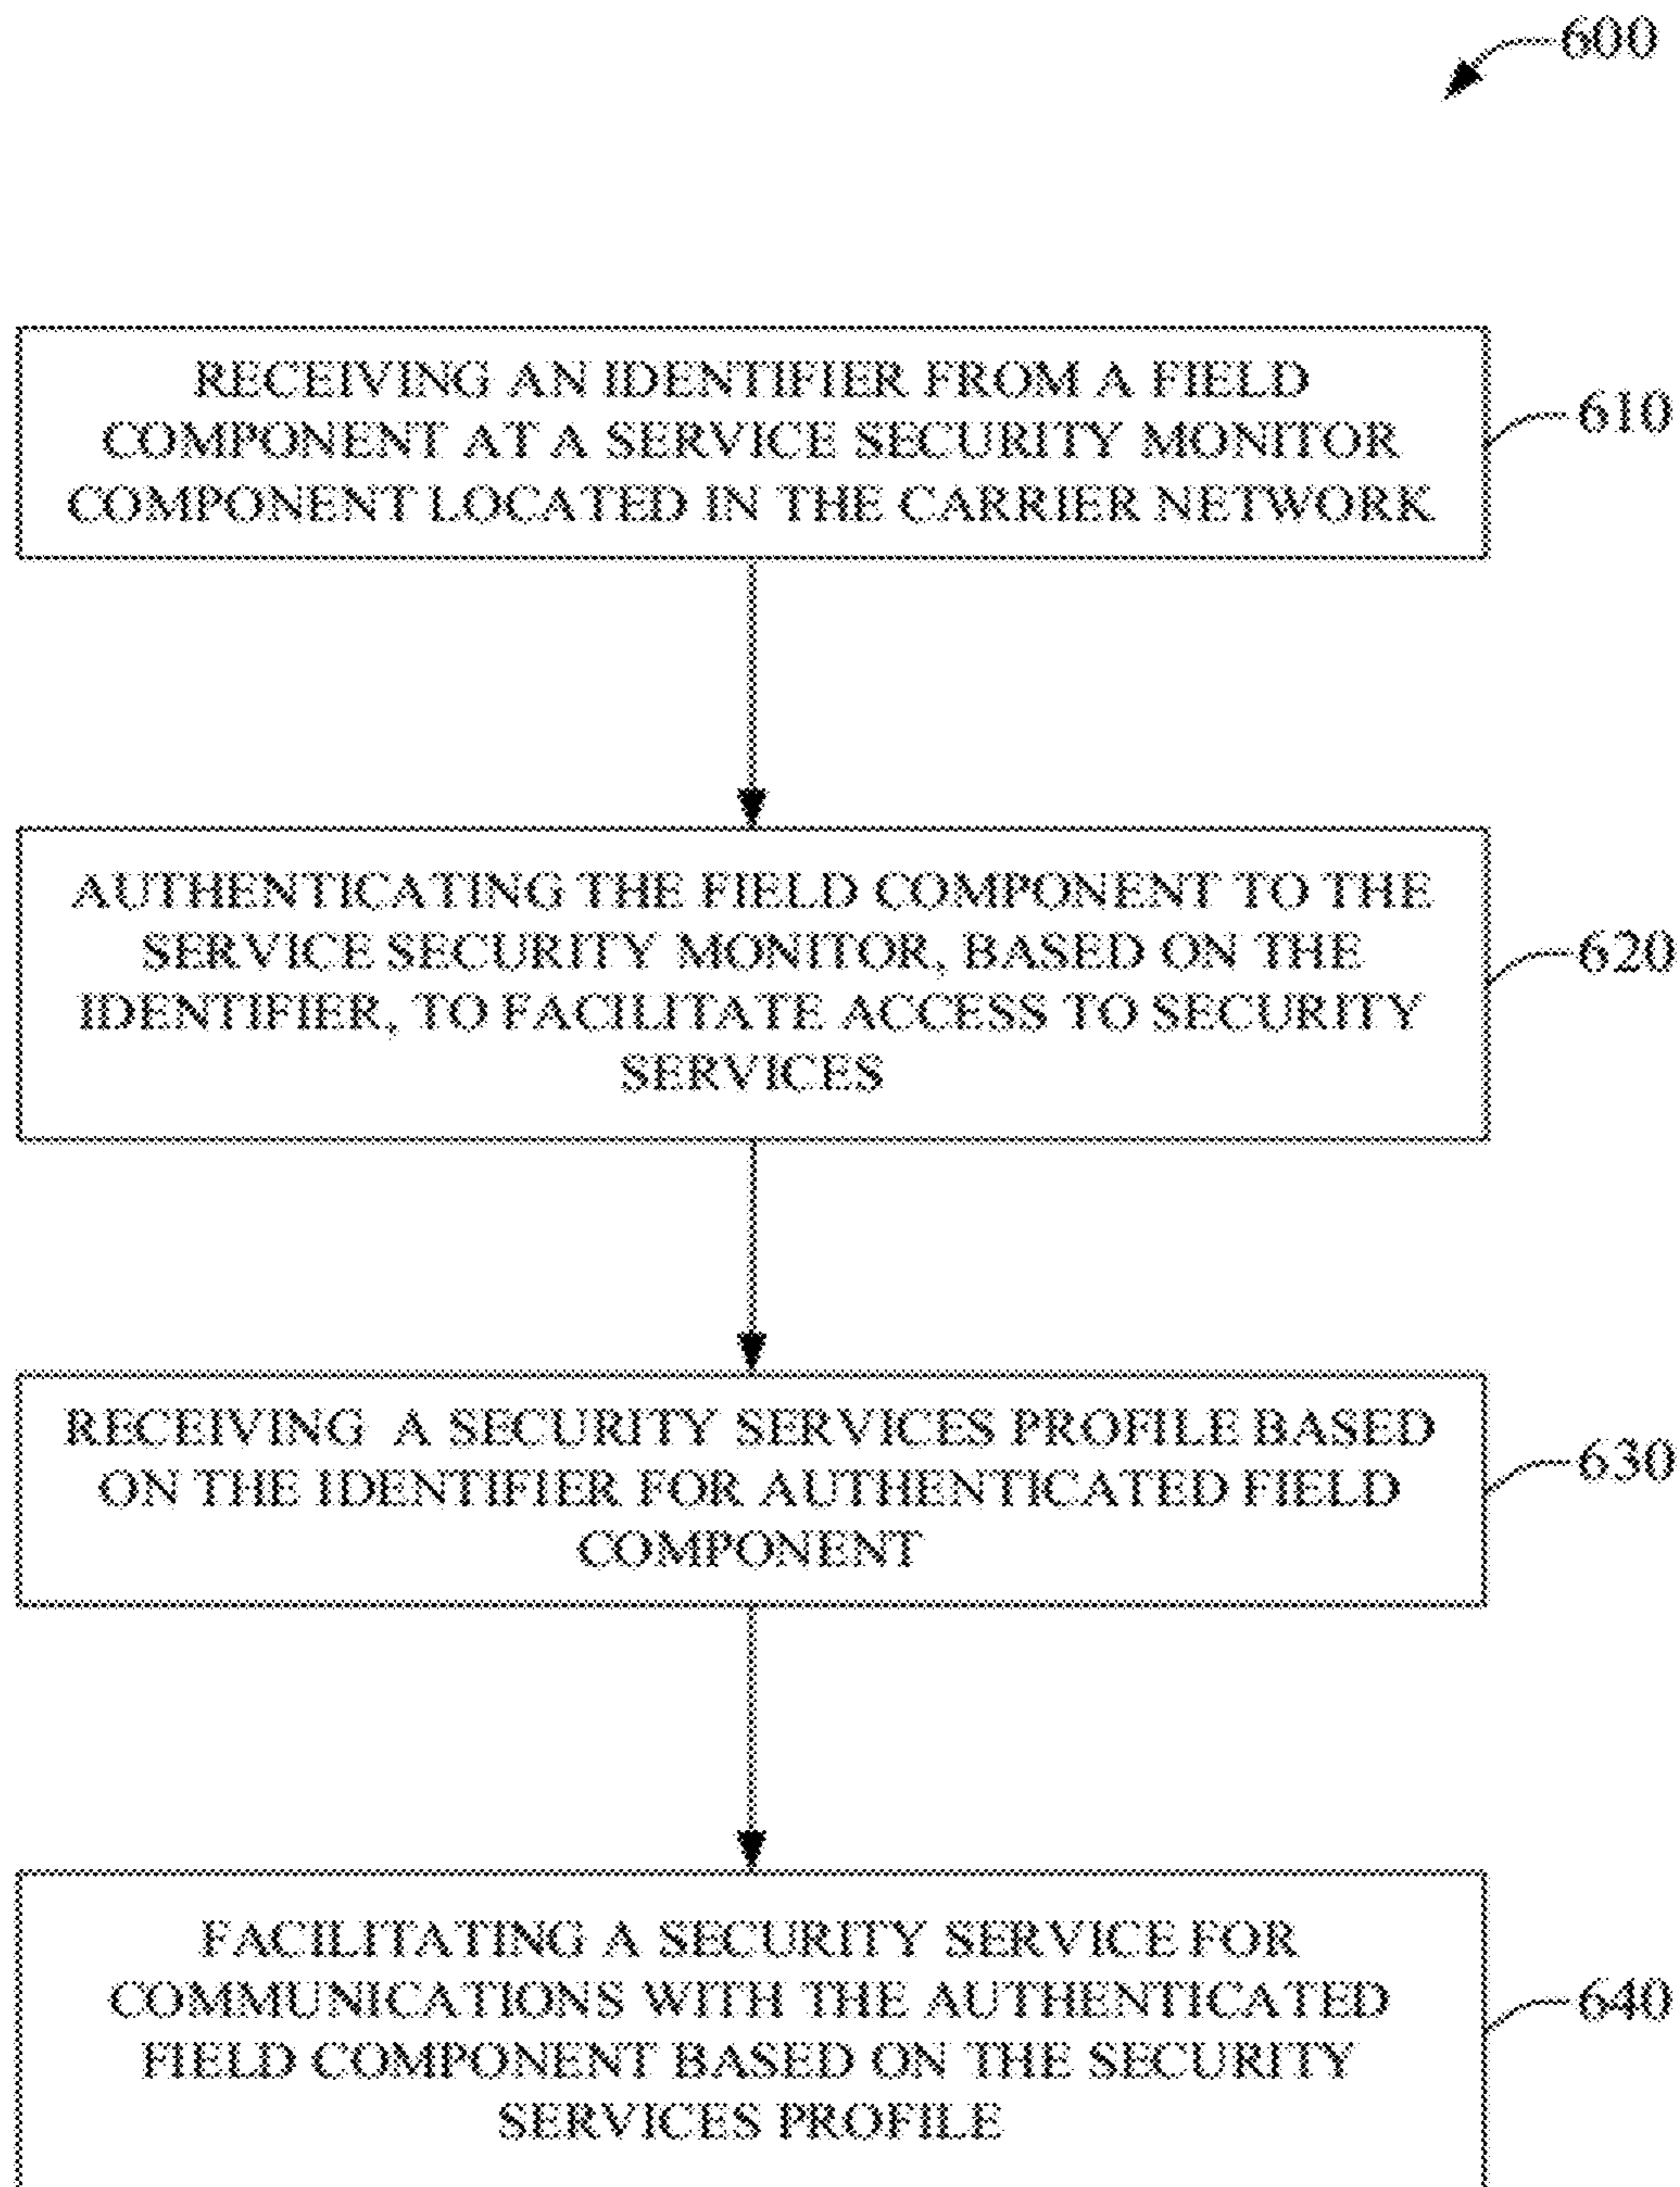 600
RECEIVING AN IDENTIFIER FROM A FIELD
COMPONENT AT A SERVICE SECURITY MONITOR
COMPONENT LOCATED IN THE CARRIER NETWORK
610
AUTHENTICATING THE FIELD COMPONENT TO THE
SERVICE SECURITY MONITOR, BASED ON THE
IDENTIFIER, TO FACILITATE ACCESS TO SECURITY
SERVICES
620
RECEIVING A SECURITY SERVICES PROFILE BASED
ON THE IDENTIFIER FOR AUTHENTICATED FIELD
COMPONENT
630
FACILITATING A SECURITY SERVICE FOR
COMMUNICATIONS WITH THE AUTHENTICATED
FIELD COMPONENT BASED ON THE SECURITY
SERVICES PROFILE
640